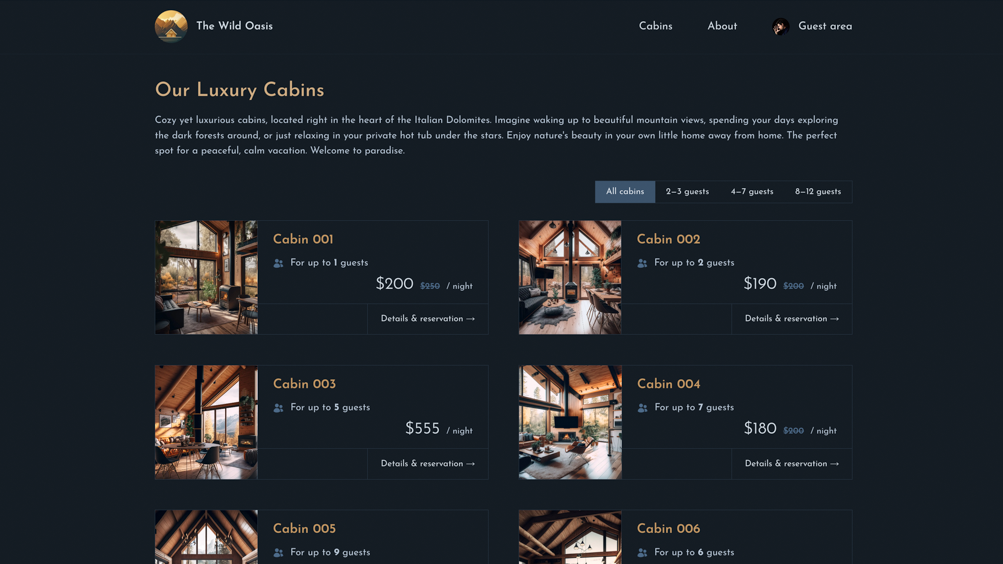 The Wild Oasis
Cabins
About
Guest area
Our Luxury Cabins
Cozy yet luxurious cabins, located right in the heart of the Italian Dolomites. Imagine waking up to beautiful mountain views, spending your days exploring
the dark forests around, or just relaxing in your private hot tub under the stars. Enjoy nature's beauty in your own little home away from home. The perfect
spot for a peaceful, calm vacation. Welcome to paradise.
All cabins
2—3 guests
4—7 guests
8—12 guests
Cabin 001
For up to 1 guests
$200 $250 / night
Details & reservation →
Cabin 002
For up to 2 guests
$190 $200 / night
Details & reservation →
Cabin 003
For up to 5 guests
$555 / night
Details & reservation →
Cabin 004
For up to 7 guests
$180 $200 / night
Details & reservation →
Cabin 005
For up to 9 guests
Cabin 006
For up to 6 guests